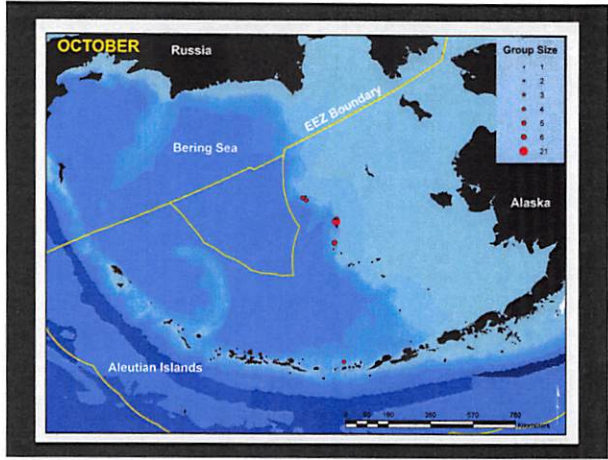 OCTOBER
Russia
Group Size
1
2
3
4
5
6
21
EEZ Boundary
Bering Sea
Alaska
Aleutian Islands
Kilometers